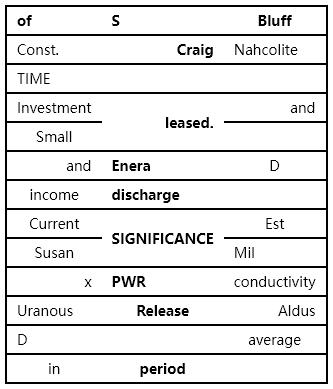 of S Bluff
Const. Craig Nahcolite
TIME
Investment leased. and
Small
and Enera D
income discharge
Current SIGNIFICANCE Est
Susan Mil
x PWR conductivity
Uranous Release Aldus
D average
in period